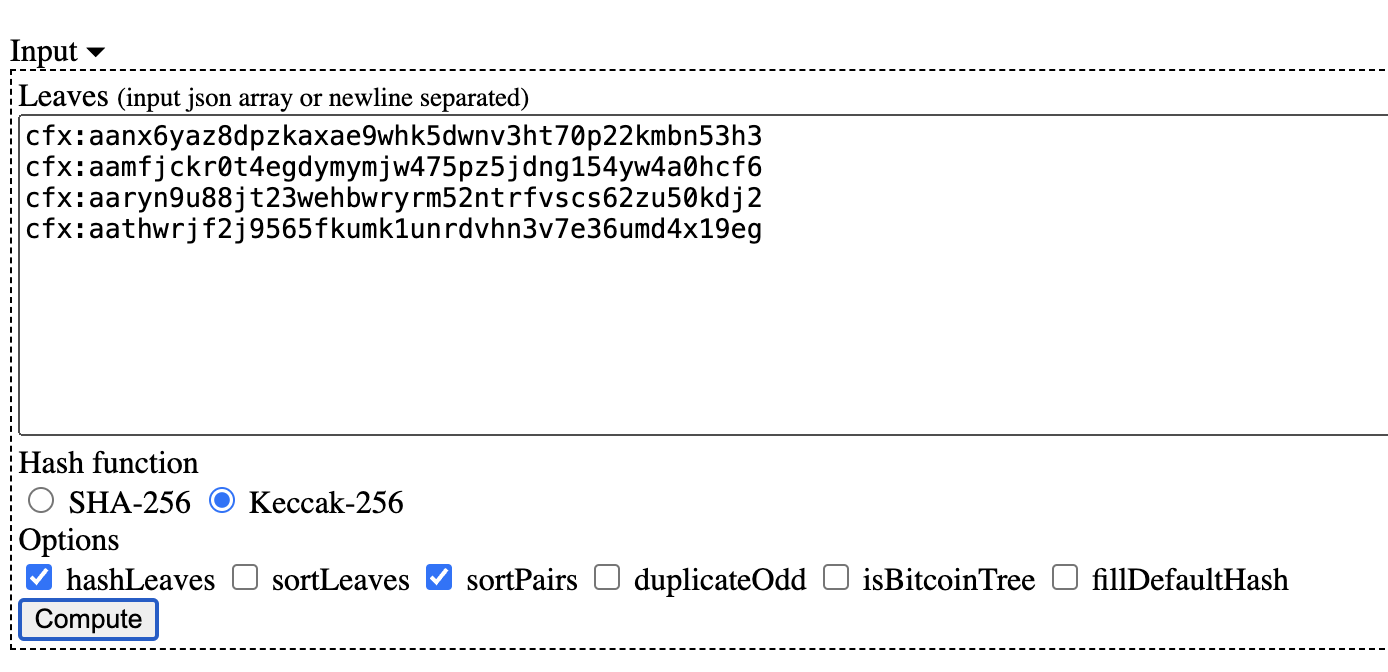 Input
Leaves (input json array or newline separated)
cfx:aanx6yaz8dpzkaxae9whk5dwnv3ht70p22kmbn53h3
cfx:aamfjckr0t4egdymymjw475pz5jdng154yw4a0hcf6
cfx:aaryn9u88jt23wehbwryrm52ntrfvscs62zu50kdj2
cfx:aathwrjf2j9565fkumk1unrdvhn3v7e36umd4x19eg
Hash function
SHA-256 Keccak-256
Options
hashLeaves sortLeaves sortPairs duplicateOdd isBitcoinTree fillDefaultHash
Compute